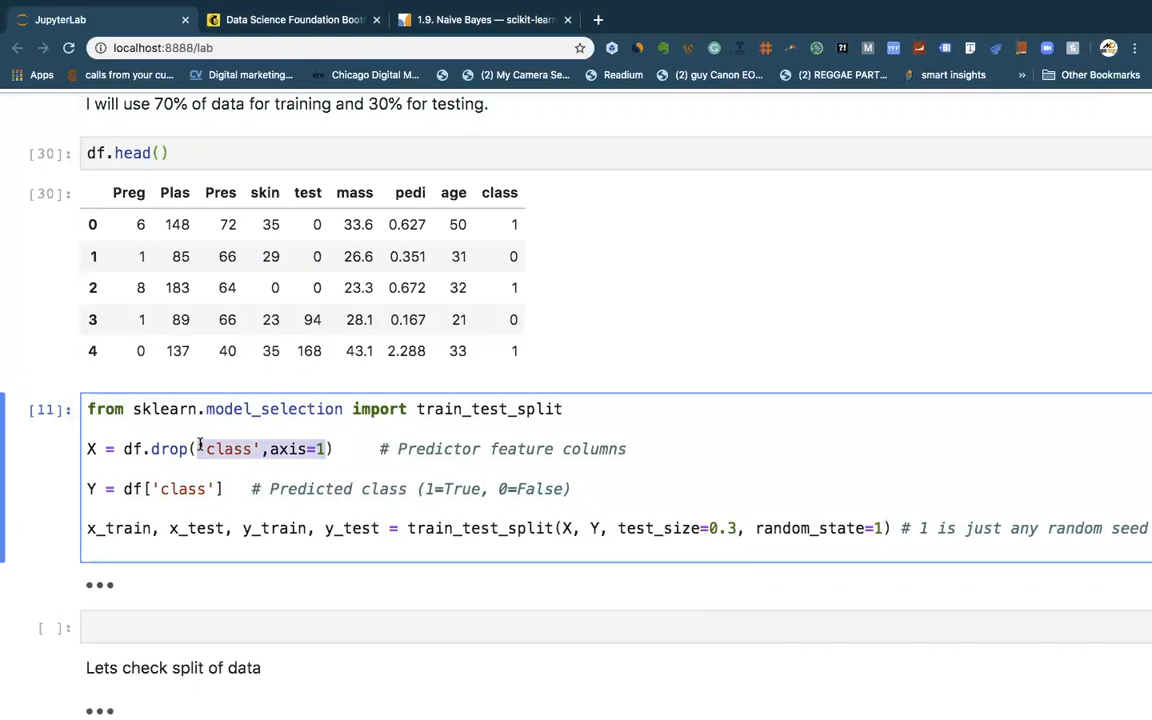 JupyterLab
Data Science Foundation Boot
1.9. Naive Bayes — scikit-learn
localhost:8888/lab
Apps calls from your cu... Digital marketing... Chicago Digital M... (2) My Camera Se... Readium (2) guy Canon EO... (2) REGGAE PART... smart insights » Other Bookmarks
I will use 70% of data for training and 30% for testing.
[30]: df.head()
[30]: Preg Plas Pres skin test mass pedi age class
0 6 148 72 35 0 33.6 0.627 50 1
1 1 85 66 29 0 26.6 0.351 31 0
2 8 183 64 0 0 23.3 0.672 32 1
3 1 89 66 23 94 28.1 0.167 21 0
4 0 137 40 35 168 43.1 2.288 33 1
[11]: from sklearn.model_selection import train_test_split
X = df.drop('class',axis=1) # Predictor feature columns
Y = df['class'] # Predicted class (1=True, 0=False)
x_train, x_test, y_train, y_test = train_test_split(X, Y, test_size=0.3, random_state=1) # 1 is just any random seed
[ ]:
Lets check split of data